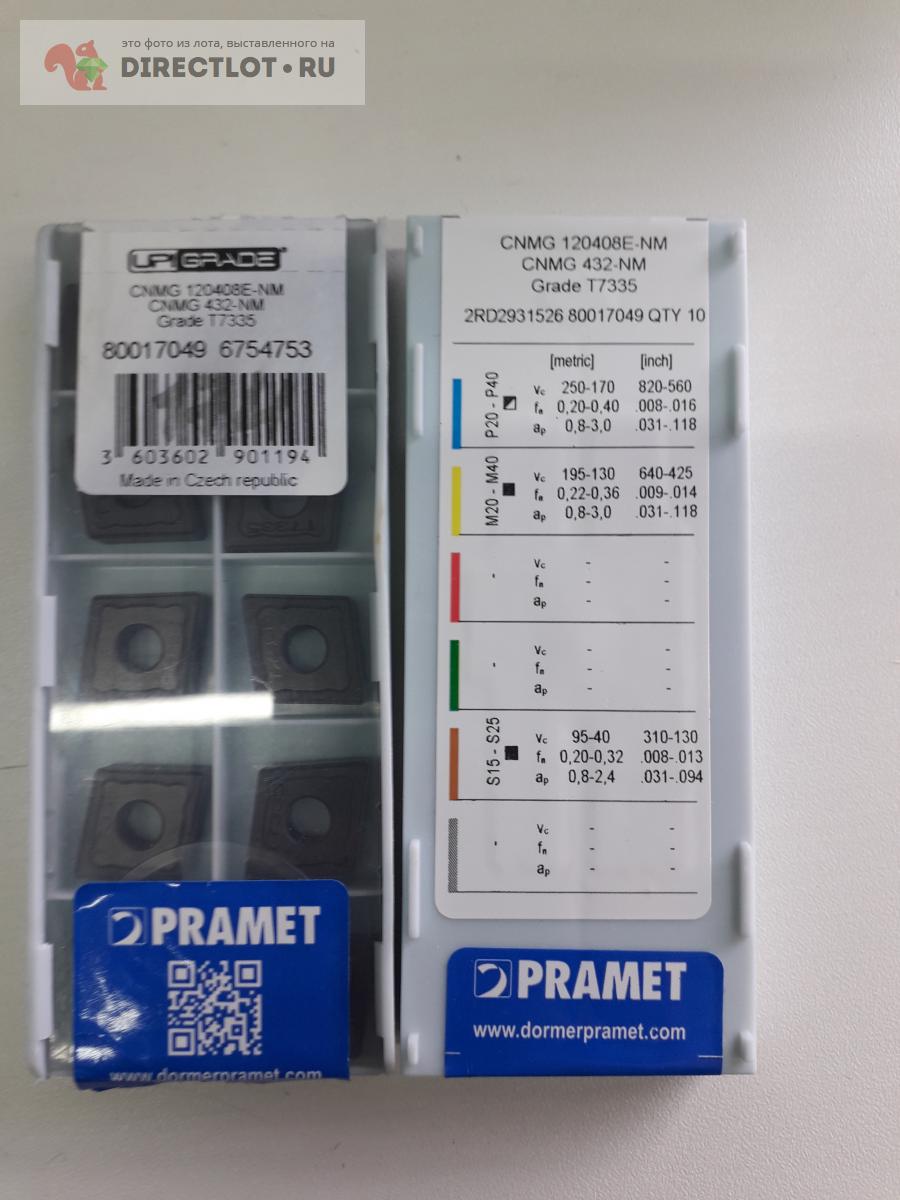 это фото из лота, выставленного на
DIRECTLOT.RU
UP!GRADE®
CNMG 120408E-NM
CNMG 432-NM
Grade T7335
80017049 6754753
3 603602 901194
Made in Czech republic
T7335
PRAMET
www.dormerpramet.com
CNMG 120408E-NM
CNMG 432-NM
Grade T7335
2RD2931526 80017049 QTY 10
[metric] [inch]
P20 - P40
vc 250-170 820-560
fn 0,20-0,40 .008-.016
ap 0,8-3,0 .031-.118
M20 - M40
vc 195-130 640-425
fn 0,22-0,36 .009-.014
ap 0,8-3,0 .031-.118
vc - -
fn - -
ap - -
vc - -
fn - -
ap - -
S15 - S25
vc 95-40 310-130
fn 0,20-0,32 .008-.013
ap 0,8-2,4 .031-.094
vc - -
fn - -
ap - -
PRAMET
www.dormerpramet.com